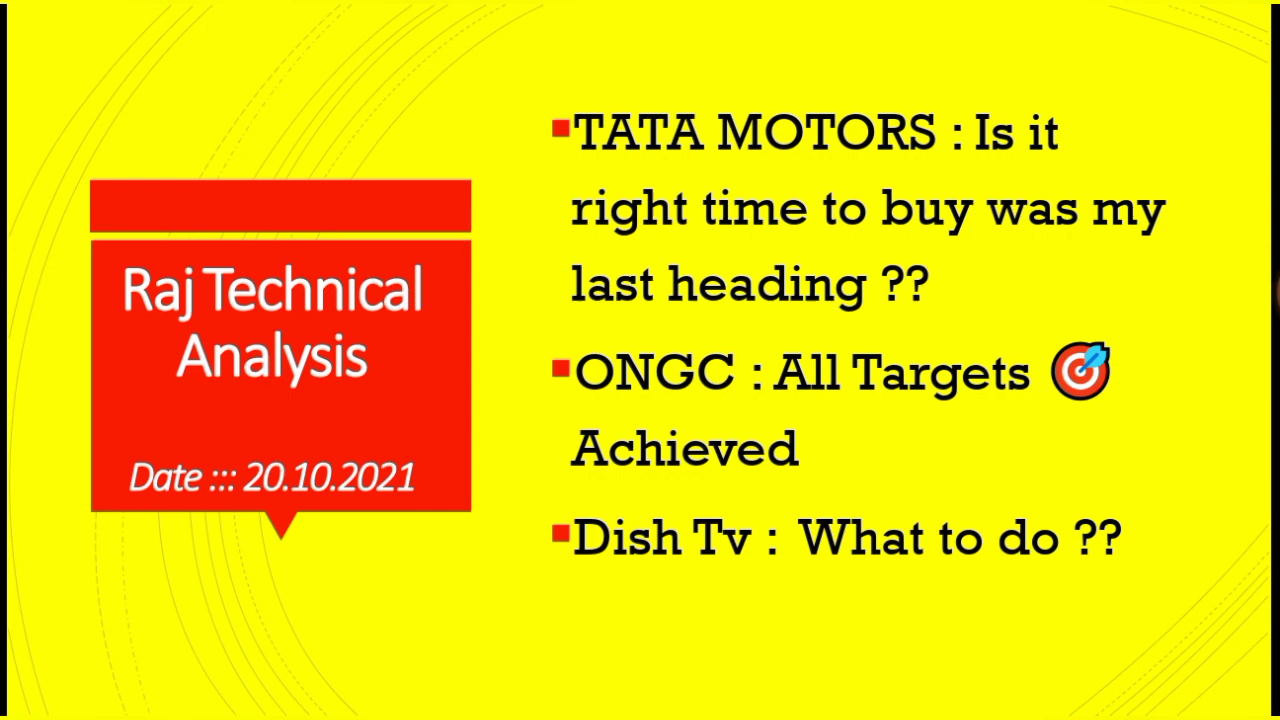 Raj Technical
Analysis
Date ::: 20.10.2021
TATA MOTORS : Is it
right time to buy was my
last heading ??
ONGC : All Targets 🎯
Achieved
Dish Tv : What to do ??